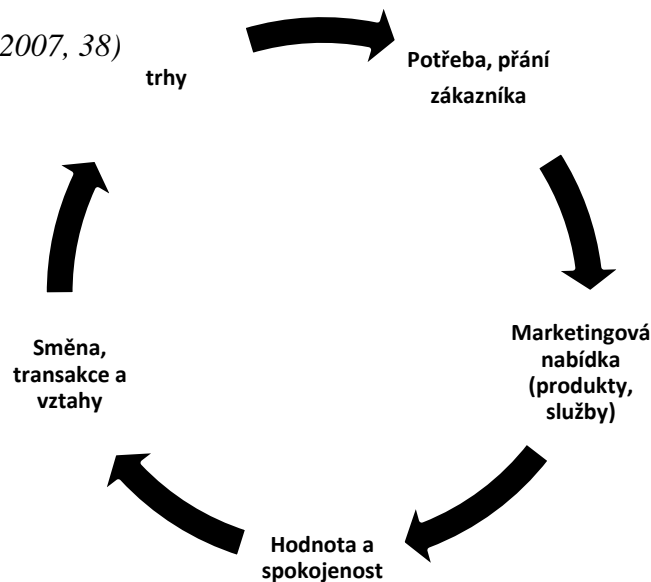 2007, 38)
trhy
Potřeba, přání
zákazníka
Marketingová
nabídka
(produkty,
služby)
Hodnota a
spokojenost
Směna,
transakce a
vztahy